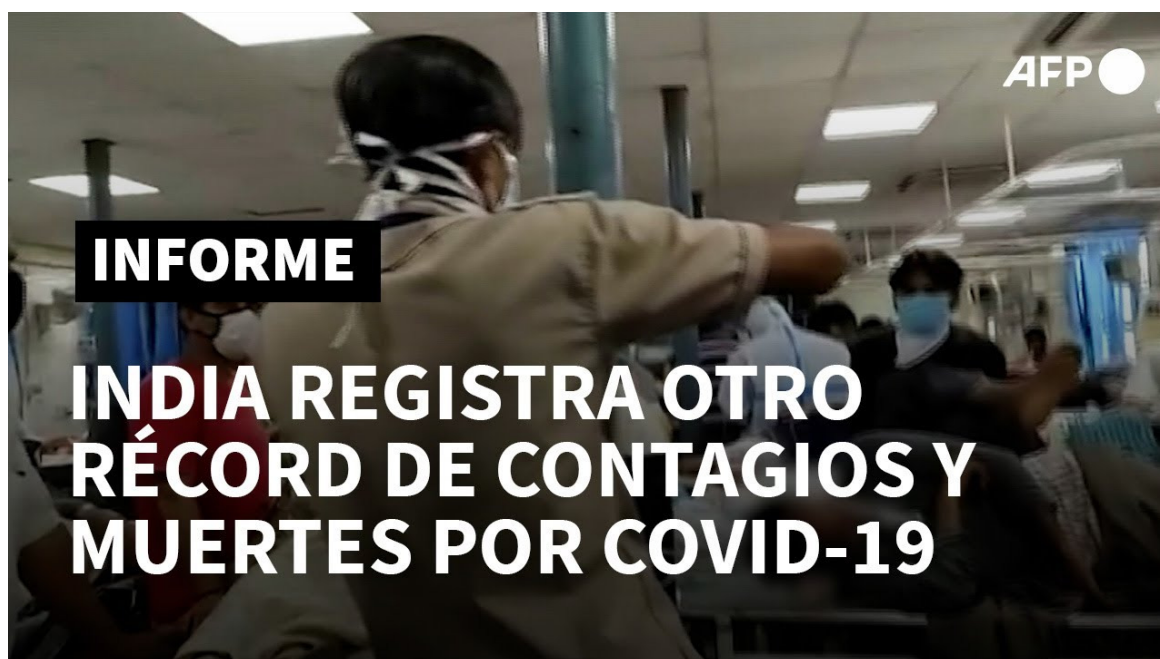 AFP
INFORME
INDIA REGISTRA OTRO
RÉCORD DE CONTAGIOS Y
MUERTES POR COVID-19